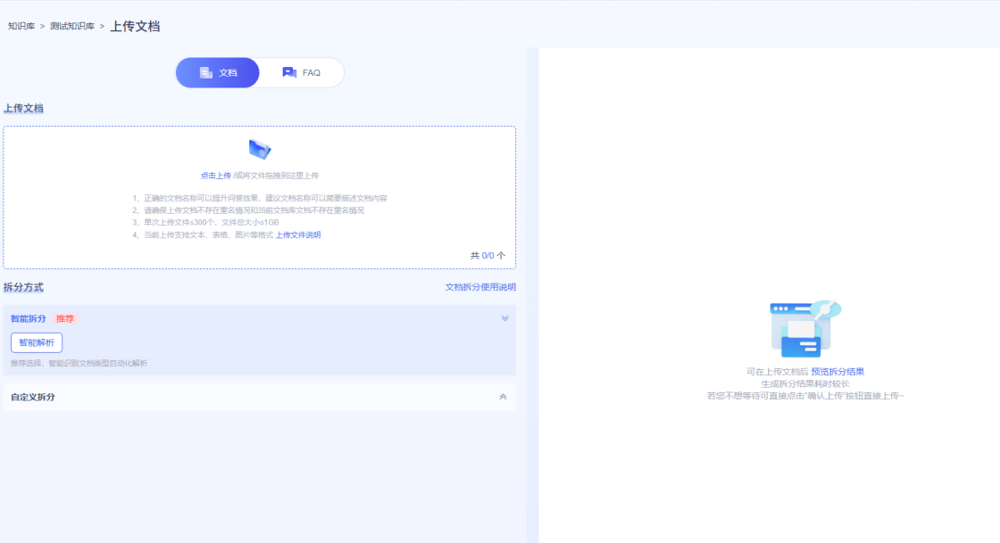 知识库 > 测试知识库 > 上传文档
文档
FAQ
上传文档
点击上传 /或将文件拖拽到这里上传
1、正确的文档名称可以提升问答效果，建议文档名称可以简要描述文档内容
2、请确保上传文档不存在重名情况和当前文档库文档不存在重名情况
3、单次上传文件≤300个，文件总大小≤1GB
4、当前上传支持文本、表格、图片等格式 上传文件说明
共 0/0 个
拆分方式
文档拆分使用说明
智能拆分 推荐
智能解析
推荐选择，智能识别文档类型自动化解析
自定义拆分
可在上传文档后 预览拆分结果
生成拆分结果耗时较长
若您不想等待可直接点击“确认上传”按钮直接上传~